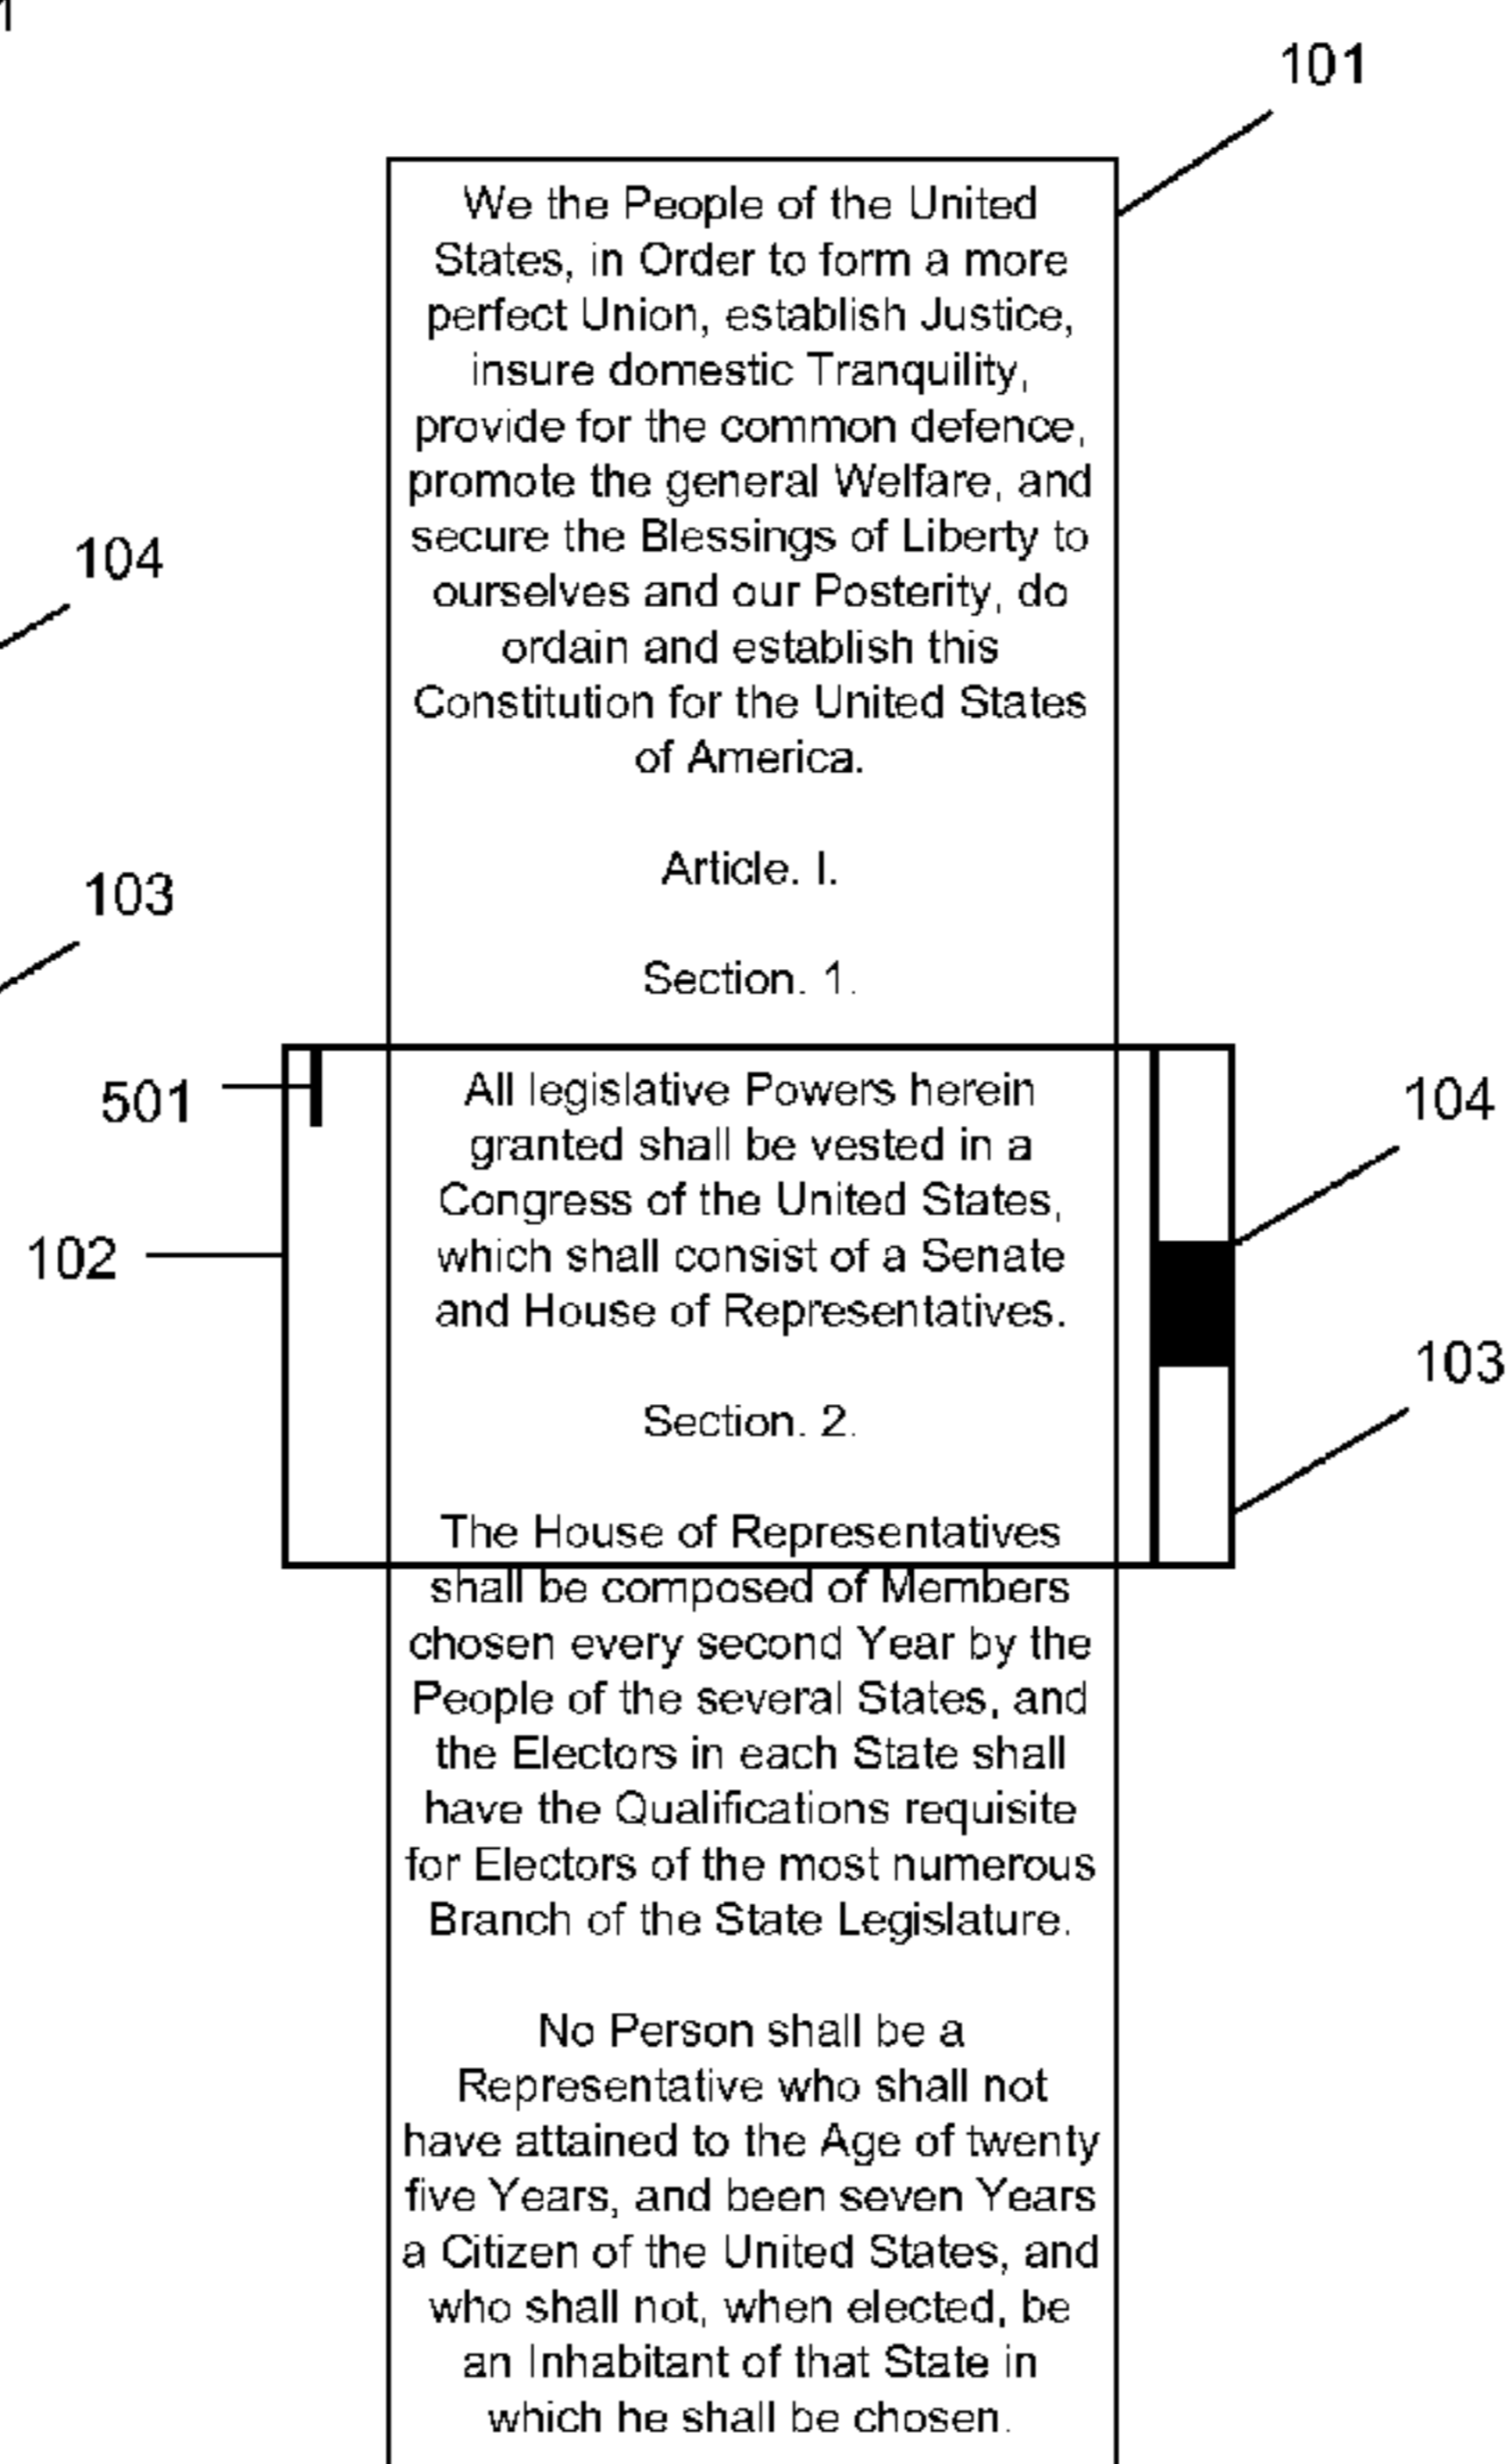 101
We the People of the United
States, in Order to form a more
perfect Union, establish Justice,
insure domestic Tranquility,
provide for the common defence,
promote the general Welfare, and
secure the Blessings of Liberty to
ourselves and our Posterity, do
ordain and establish this
Constitution for the United States
of America.
104
Article. I.
103
Section. 1.
501
102
All legislative Powers herein
granted shall be vested in a
Congress of the United States,
which shall consist of a Senate
and House of Representatives.
104
103
Section. 2.
The House of Representatives
shall be composed of Members
chosen every second Year by the
People of the several States, and
the Electors in each State shall
have the Qualifications requisite
for Electors of the most numerous
Branch of the State Legislature.
No Person shall be a
Representative who shall not
have attained to the Age of twenty
five Years, and been seven Years
a Citizen of the United States, and
who shall not, when elected, be
an Inhabitant of that State in
which he shall be chosen.